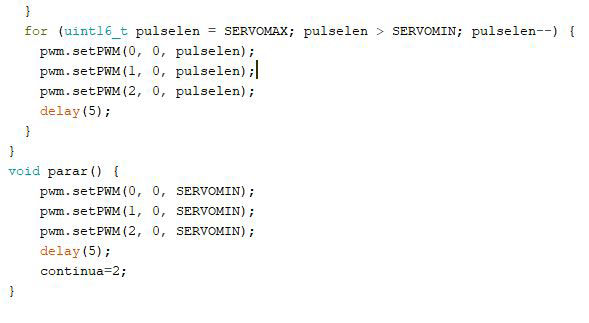 }
  for (uint16_t pulselen = SERVOMAX; pulselen > SERVOMIN; pulselen--) {
    pwm.setPWM(0, 0, pulselen);
    pwm.setPWM(1, 0, pulselen);
    pwm.setPWM(2, 0, pulselen);
    delay(5);
  }
}
void parar() {
    pwm.setPWM(0, 0, SERVOMIN);
    pwm.setPWM(1, 0, SERVOMIN);
    pwm.setPWM(2, 0, SERVOMIN);
    delay(5);
    continua=2;
}